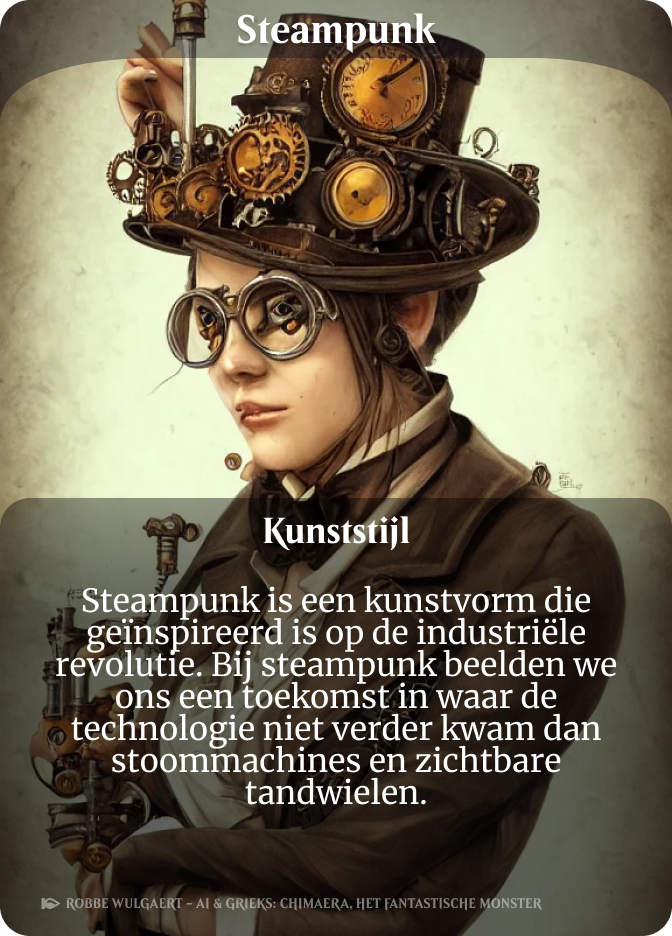 Steampunk
Kunststijl
Steampunk is een kunstvorm die
geïnspireerd is op de industriële
revolutie. Bij steampunk beelden we
ons een toekomst in waar de
technologie niet verder kwam dan
stoommachines en zichtbare
tandwielen.
ROBBE WULGAERT – AI & GRIEKS: CHIMAERA, HET FANTASTISCHE MONSTER